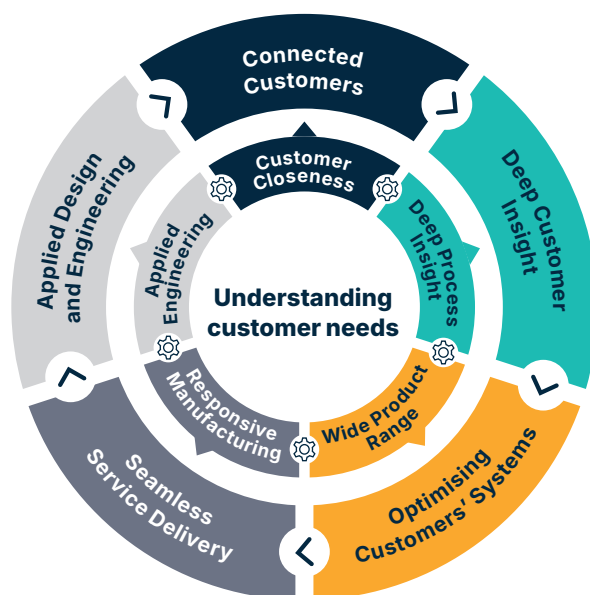 Connected
Customers
Deep Customer
Insight
Optimising
Customers’ Systems
Seamless
Service Delivery
Applied Design
and Engineering
Customer
Closeness
Deep Process
Insight
Wide Product
Range
Responsive
Manufacturing
Applied
Engineering
Understanding
customer needs